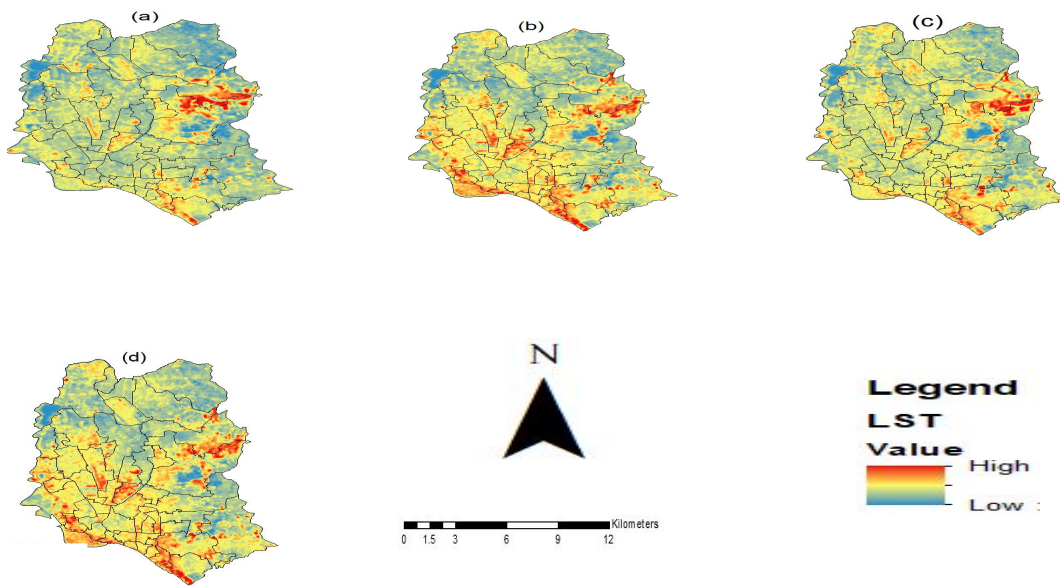 (a)
(b)
(c)
(d)
N
Legend
LST
Value
High
Low :
Kilometers
0 1.5 3 6 9 12